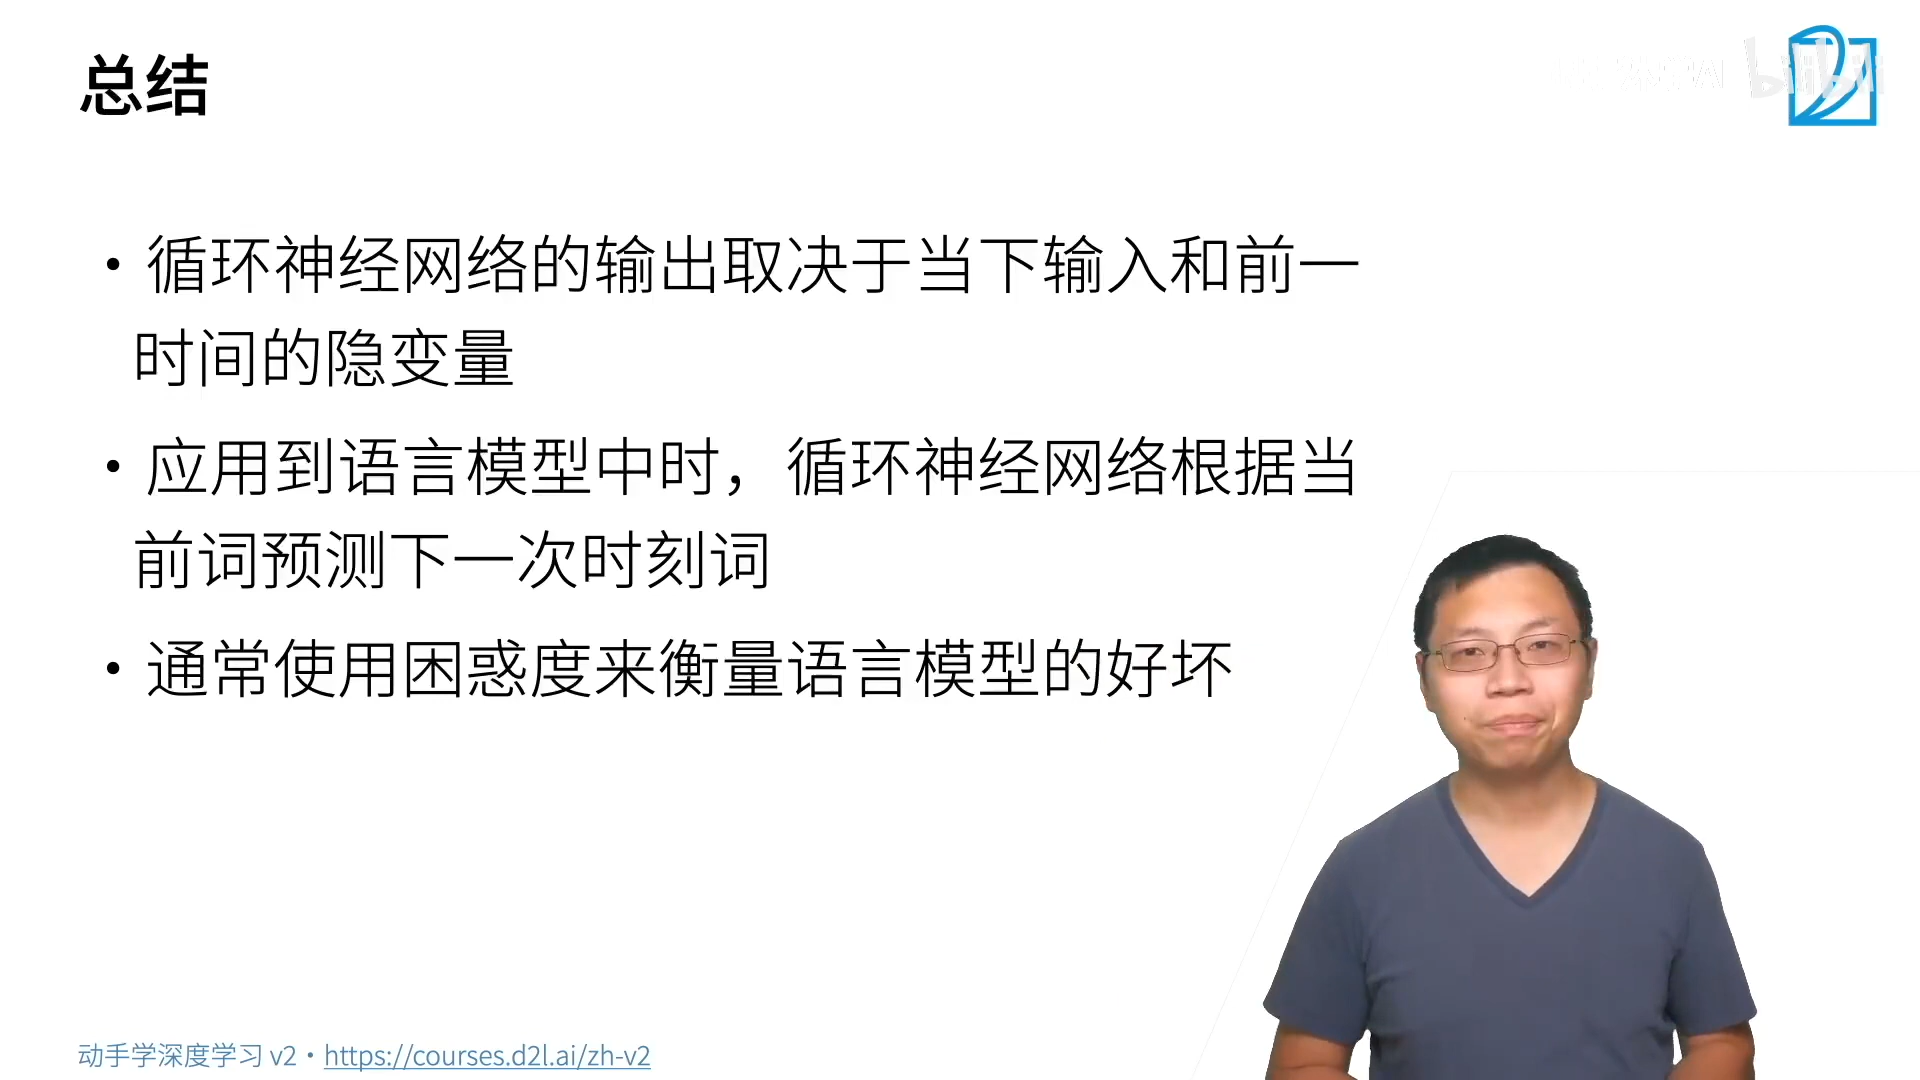 总结
• 循环神经网络的输出取决于当下输入和前一
时间的隐变量
• 应用到语言模型中时，循环神经网络根据当
前词预测下一次时刻词
• 通常使用困惑度来衡量语言模型的好坏
动手学深度学习 v2 • https://courses.d2l.ai/zh-v2
bilibili